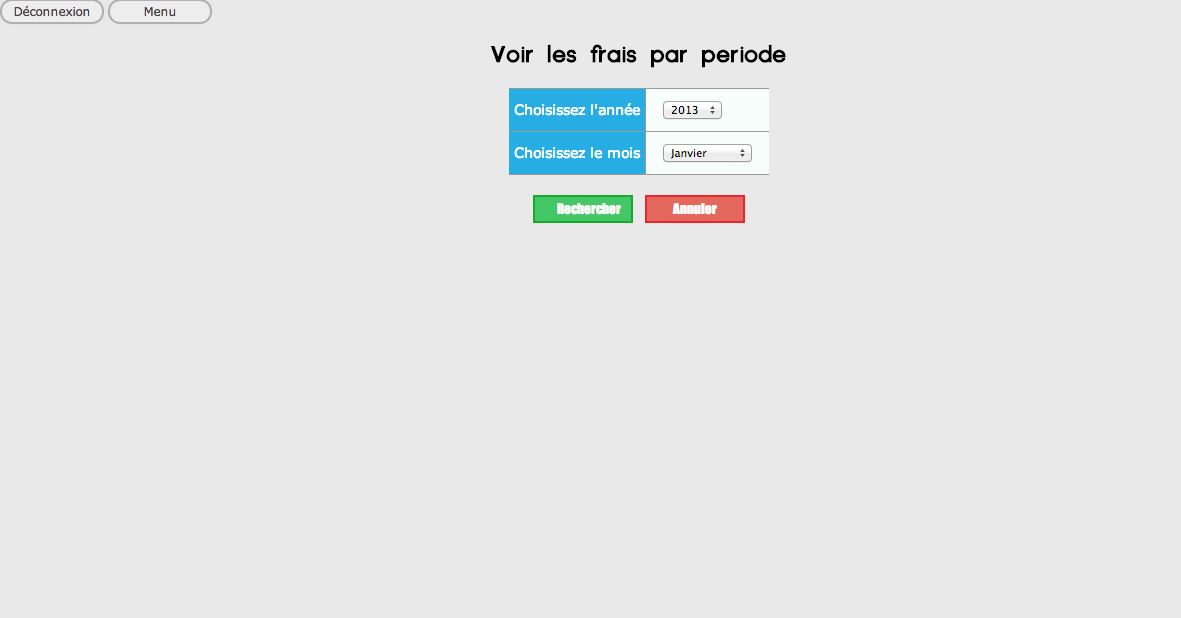 Déconnexion Menu
Voir les frais par periode
Choisissez l'année 2013
Choisissez le mois Janvier
Rechercher Annuler